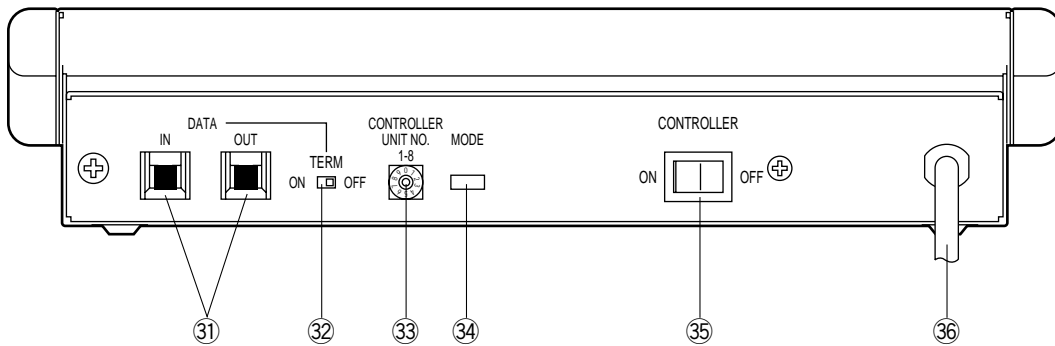 DATA
IN
OUT
TERM
ON
OFF
CONTROLLER
UNIT NO.
1-8
MODE
CONTROLLER
ON
OFF
㉛
㉜
㉝
㉞
㉟
㊱